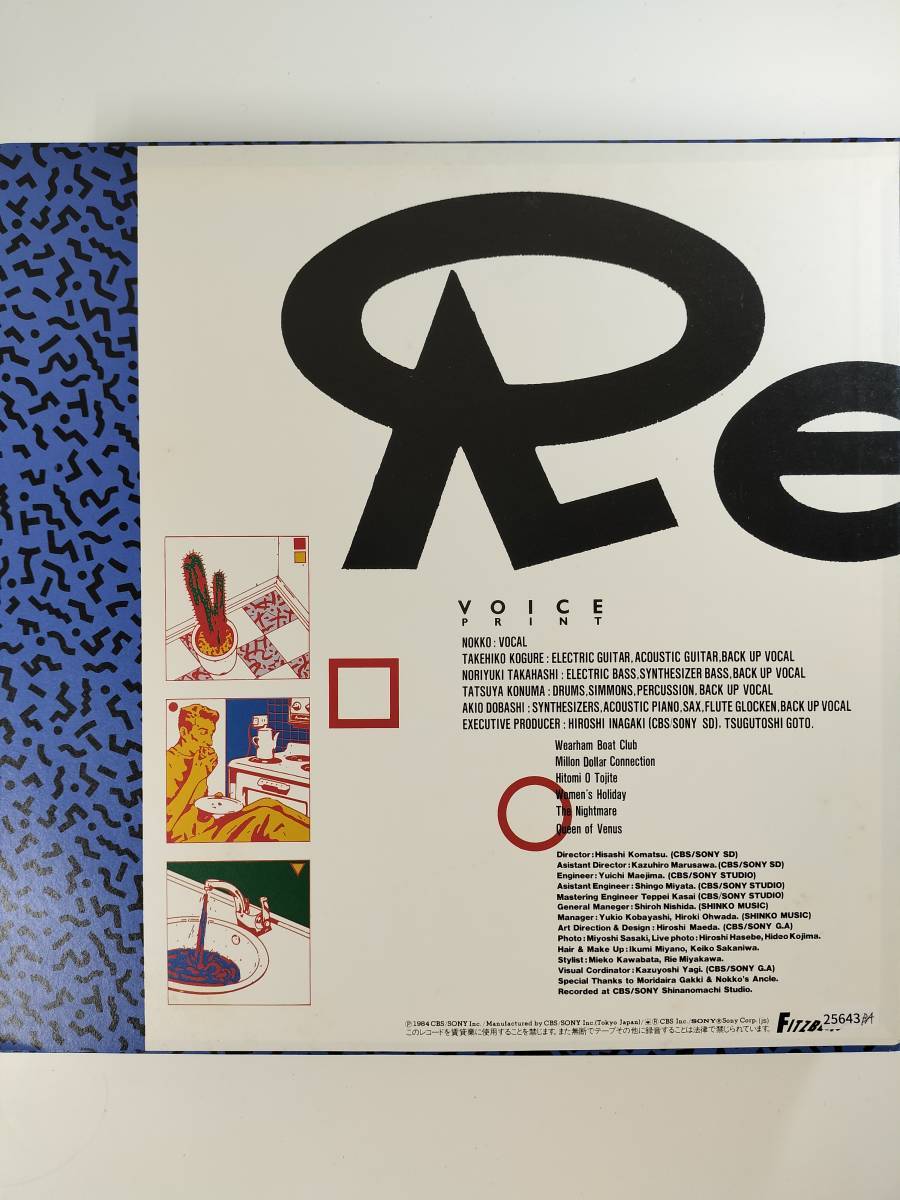 Re
VOICE
PRINT
NOKKO : VOCAL
TAKEHIKO KOGURE : ELECTRIC GUITAR, ACOUSTIC GUITAR, BACK UP VOCAL
NORIYUKI TAKAHASHI : ELECTRIC BASS, SYNTHESIZER BASS, BACK UP VOCAL
TATSUYA KONUMA : DRUMS, SIMMONS, PERCUSSION, BACK UP VOCAL
AKIO DOBASHI : SYNTHESIZERS, ACOUSTIC PIANO, SAX, FLUTE GLOCKEN, BACK UP VOCAL
EXECUTIVE PRODUCER : HIROSHI INAGAKI (CBS/SONY SD), TSUGUTOSHI GOTO.
Wearham Boat Club
Millon Dollar Connection
Hitomi O Tojite
Women's Holiday
The Nightmare
Queen of Venus
Director : Hisashi Komatsu. (CBS/SONY SD)
Asistant Director : Kazuhiro Marusawa. (CBS/SONY SD)
Engineer : Yuichi Maejima. (CBS/SONY STUDIO)
Asistant Engineer : Shingo Miyata. (CBS/SONY STUDIO)
Mastering Engineer Teppei Kasai (CBS/SONY STUDIO)
General Maneger : Shiroh Nishida. (SHINKO MUSIC)
Manager : Yukio Kobayashi, Hiroki Ohwada. (SHINKO MUSIC)
Art Direction & Design : Hiroshi Maeda. (CBS/SONY G.A)
Photo : Miyoshi Sasaki, Live photo : Hiroshi Hasebe, Hideo Kojima.
Hair & Make Up : Ikumi Miyano, Keiko Sakaniwa.
Stylist : Mieko Kawabata, Rie Miyakawa.
Visual Cordinator : Kazuyoshi Yagi. (CBS/SONY G.A)
Special Thanks to Moridaira Gakki & Nokko's Ancle.
Recorded at CBS/SONY Shinanomachi Studio.
Ⓟ 1984 CBS/SONY Inc. / Manufactured by CBS/SONY Inc (Tokyo Japan) / ® CBS Inc. / SONY ® Sony Corp. (js)
このレコードを賃貸業に使用することを禁じます。また無断でテープその他に録音することは法律で禁じられています。
25643